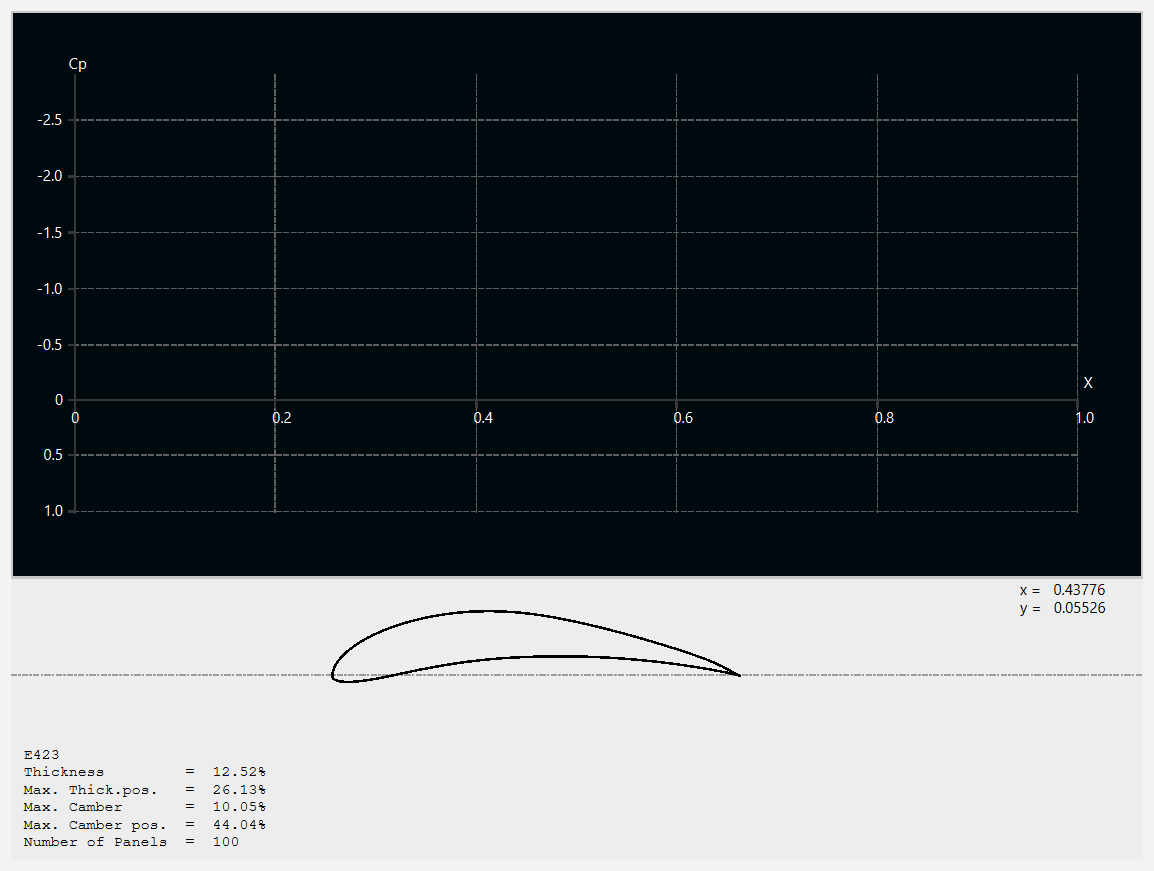 Cp
-2.5
-2.0
-1.5
-1.0
-0.5
X
0
0 0.2 0.4 0.6 0.8 1.0
0.5
1.0
x = 0.43776
y = 0.05526
E423
Thickness = 12.52%
Max. Thick.pos. = 26.13%
Max. Camber = 10.05%
Max. Camber pos. = 44.04%
Number of Panels = 100